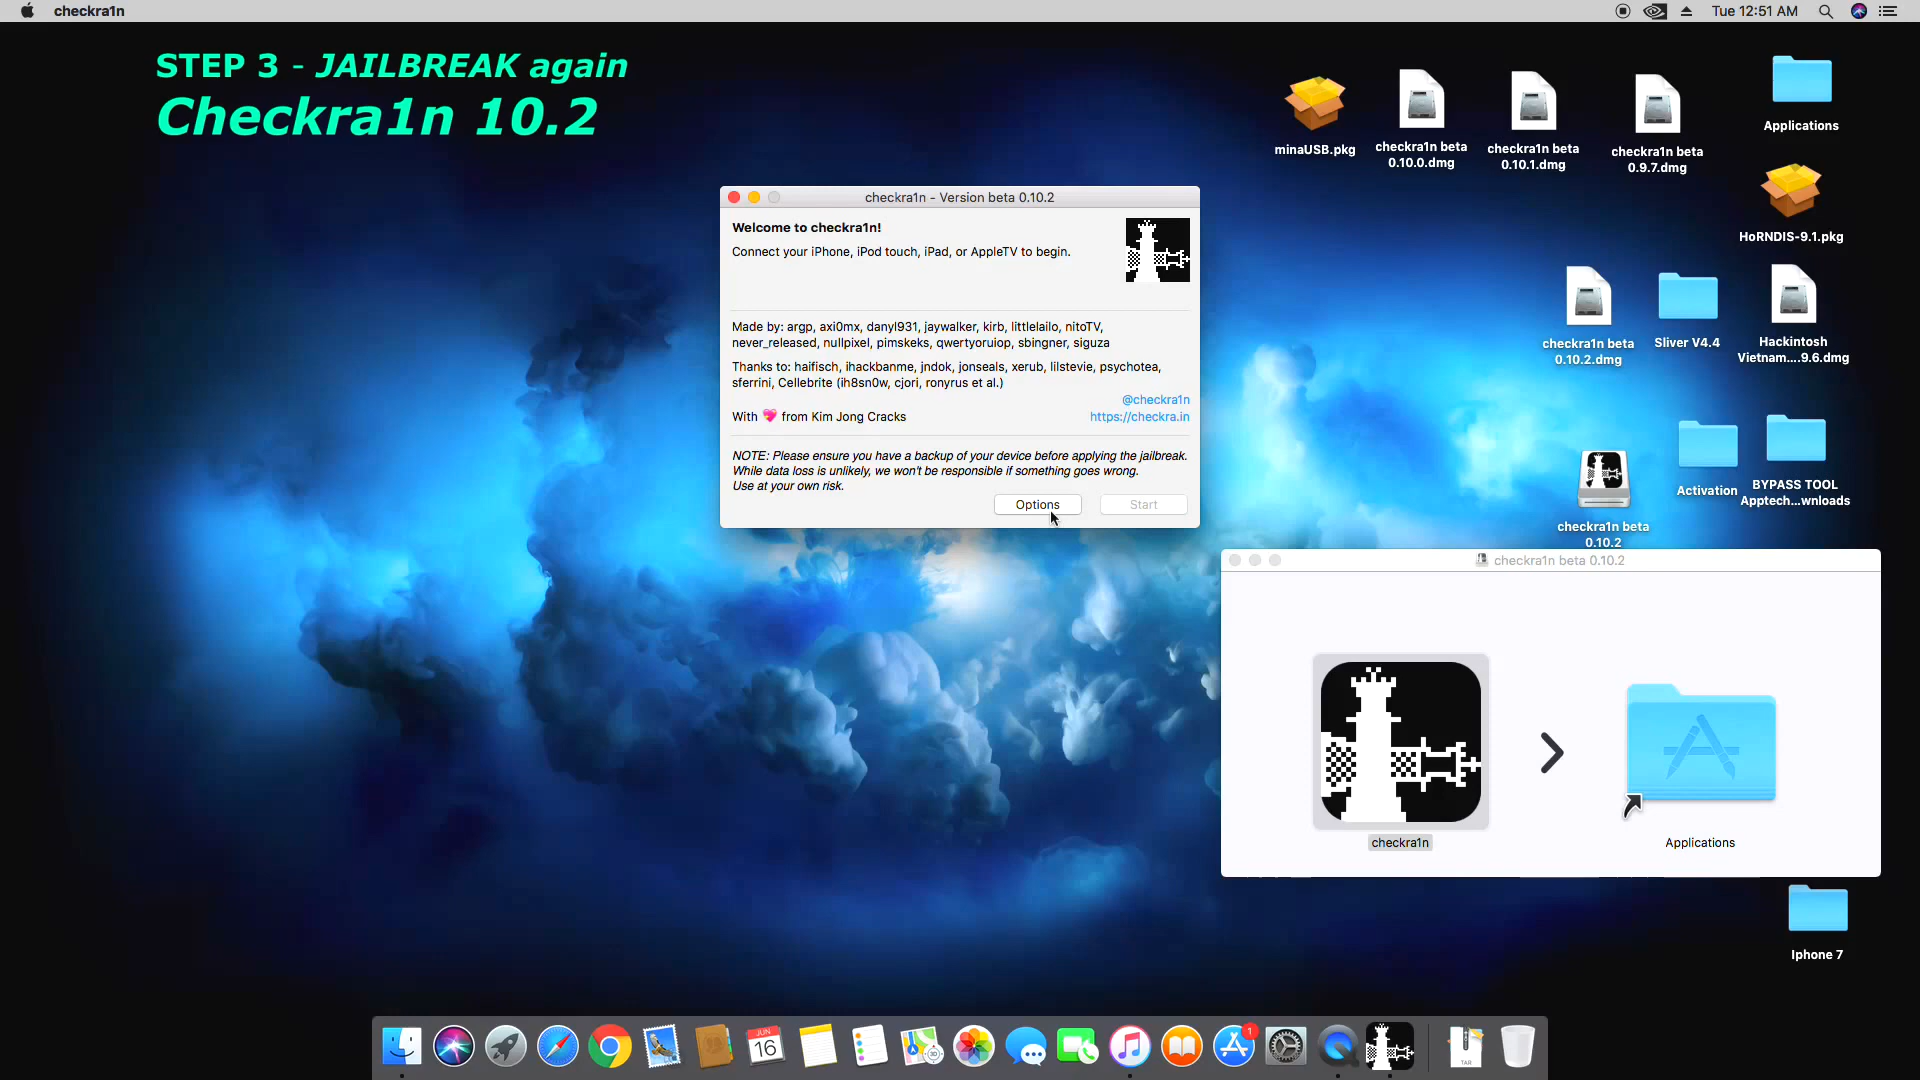 checkra1n
Tue 12:51 AM
STEP 3 - JAILBREAK again
Checkra1n 10.2
minaUSB.pkg
checkra1n beta
0.10.0.dmg
checkra1n beta
0.10.1.dmg
checkra1n beta
0.9.7.dmg
Applications
HoRNDIS-9.1.pkg
checkra1n beta
0.10.2.dmg
Sliver V4.4
Hackintosh
Vietnam....9.6.dmg
Activation
BYPASS TOOL
Apptech...wnloads
checkra1n beta
0.10.2
checkra1n - Version beta 0.10.2
Welcome to checkra1n!
Connect your iPhone, iPod touch, iPad, or AppleTV to begin.
Made by: argp, axi0mx, danyl931, jaywalker, kirb, littlelailo, nitoTV,
never_released, nullpixel, pimskeks, qwertyoruiop, sbingner, siguza
Thanks to: haifisch, ihackbanme, jndok, jonseals, xerub, lilstevie, psychotea,
sferrini, Cellebrite (ih8sn0w, cjori, ronyrus et al.)
@checkra1n
With 💖 from Kim Jong Cracks
https://checkra.in
NOTE: Please ensure you have a backup of your device before applying the jailbreak.
While data loss is unlikely, we won't be responsible if something goes wrong.
Use at your own risk.
Options
Start
checkra1n beta 0.10.2
checkra1n
Applications
Iphone 7
JUN
16
3D
1
TAR